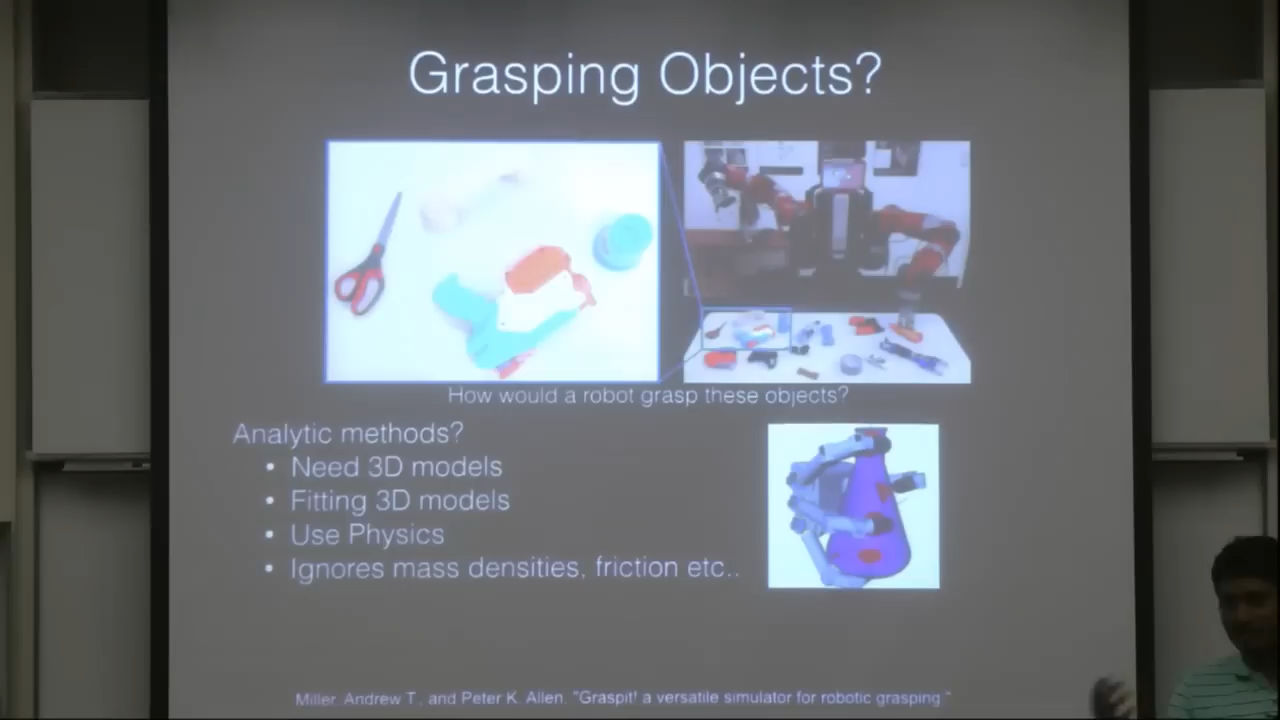 Grasping Objects?
How would a robot grasp these objects?
Analytic methods?
• Need 3D models
• Fitting 3D models
• Use Physics
• Ignores mass densities, friction etc..
Miller, Andrew T., and Peter K. Allen. "Graspit! a versatile simulator for robotic grasping."